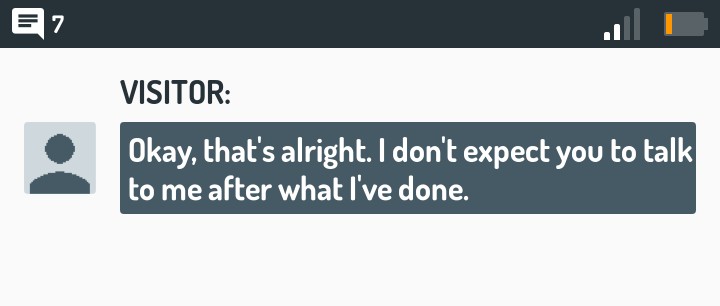 7
VISITOR:
Okay, that's alright. I don't expect you to talk
to me after what I've done.